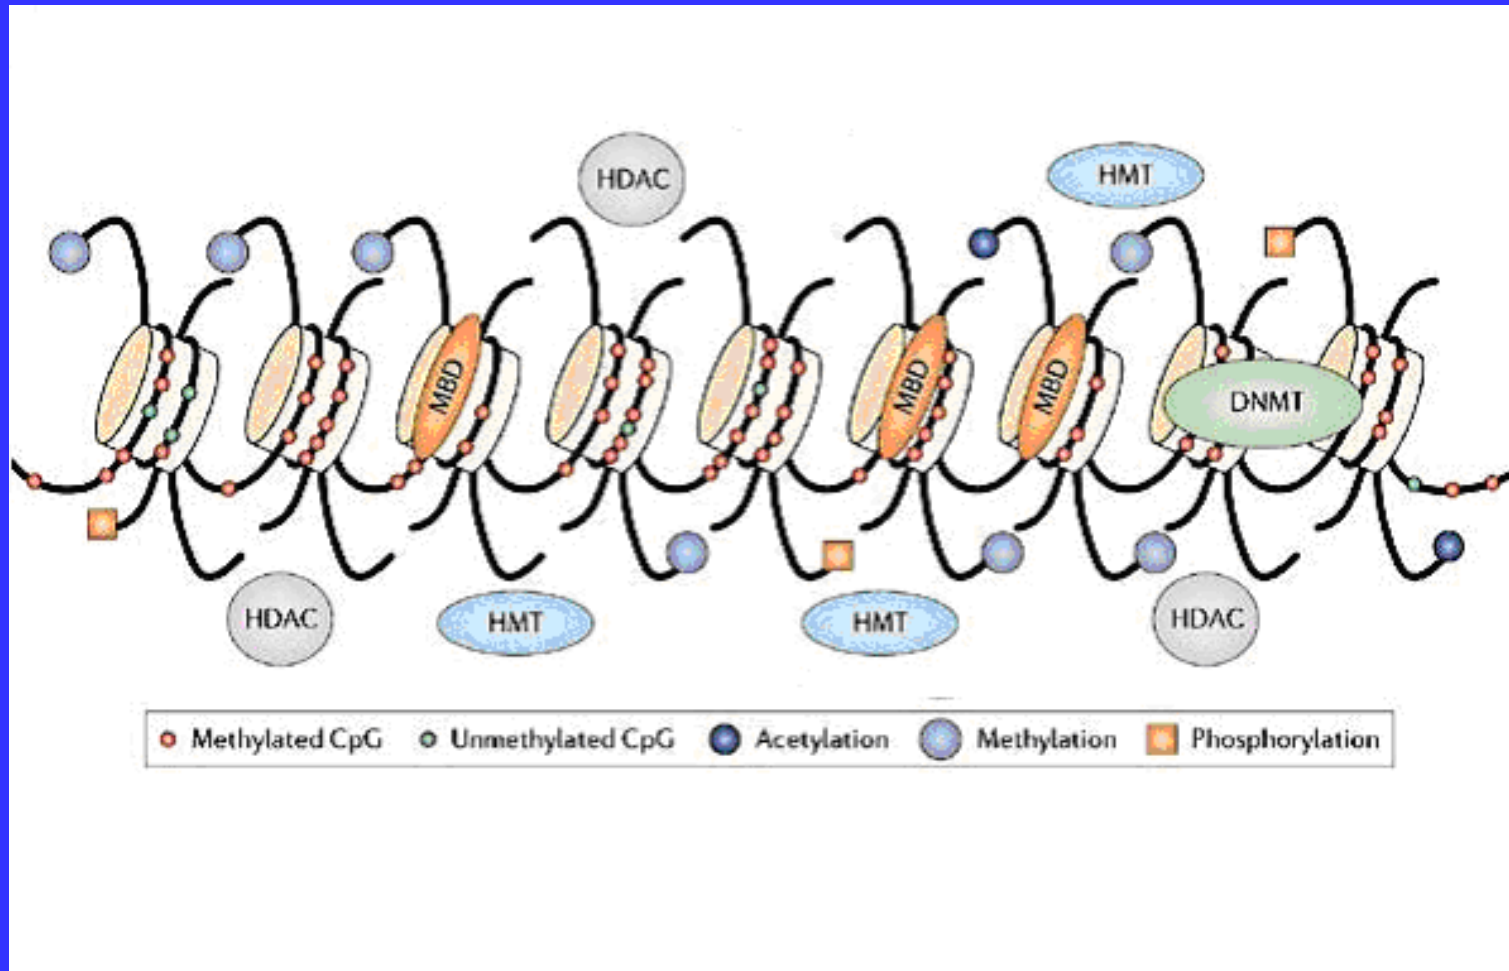 HDAC
HMT
MBD
MBD
MBD
DNMT
HDAC
HMT
HMT
HDAC
Methylated CpG Unmethylated CpG Acetylation Methylation Phosphorylation